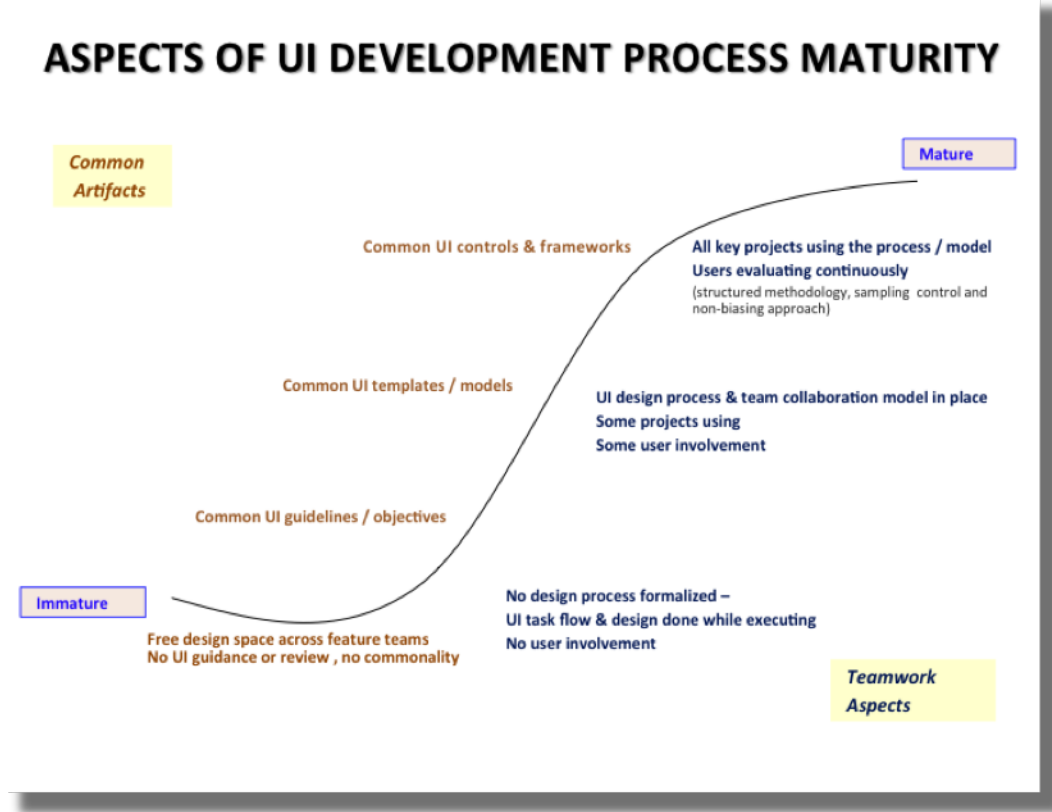 ASPECTS OF UI DEVELOPMENT PROCESS MATURITY
Common
Artifacts
Mature
Common UI controls & frameworks
All key projects using the process / model
Users evaluating continuously
(structured methodology, sampling control and
non-biasing approach)
Common UI templates / models
UI design process & team collaboration model in place
Some projects using
Some user involvement
Common UI guidelines / objectives
Immature
No design process formalized –
UI task flow & design done while executing
No user involvement
Free design space across feature teams
No UI guidance or review , no commonality
Teamwork
Aspects